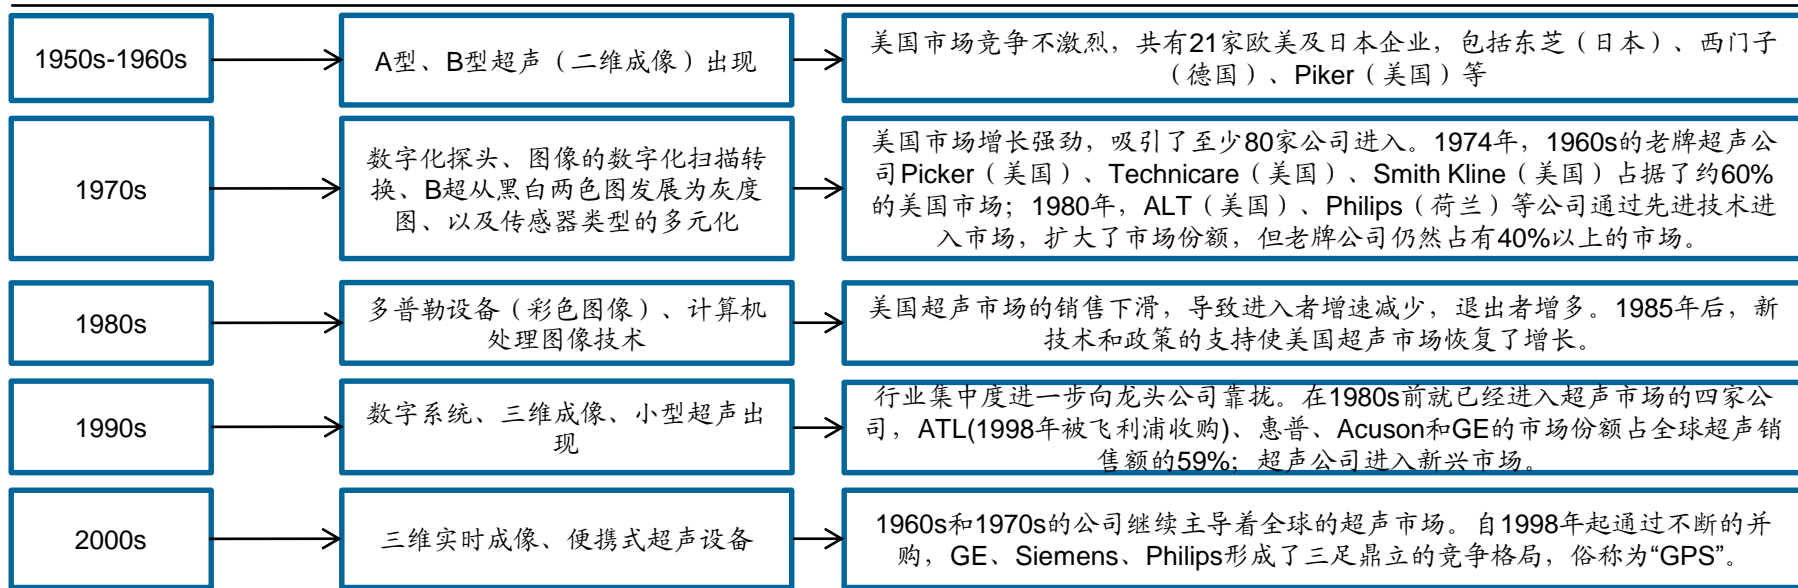 1950s-1960s
A型、B型超声（二维成像）出现
美国市场竞争不激烈，共有21家欧美及日本企业，包括东芝（日本）、西门子
（德国）、Piker（美国）等
1970s
数字化探头、图像的数字化扫描转
换、B超从黑白两色图发展为灰度
图、以及传感器类型的多元化
美国市场增长强劲，吸引了至少80家公司进入。1974年，1960s的老牌超声公
司Picker（美国）、Technicare（美国）、Smith Kline（美国）占据了约60%
的美国市场；1980年，ALT（美国）、Philips（荷兰）等公司通过先进技术进
入市场，扩大了市场份额，但老牌公司仍然占有40%以上的市场。
1980s
多普勒设备（彩色图像）、计算机
处理图像技术
美国超声市场的销售下滑，导致进入者增速减少，退出者增多。1985年后，新
技术和政策的支持使美国超声市场恢复了增长。
1990s
数字系统、三维成像、小型超声出
现
行业集中度进一步向龙头公司靠拢。在1980s前就已经进入超声市场的四家公
司，ATL(1998年被飞利浦收购)、惠普、Acuson和GE的市场份额占全球超声销
售额的59%；超声公司进入新兴市场。
2000s
三维实时成像、便携式超声设备
1960s和1970s的公司继续主导着全球的超声市场。自1998年起通过不断的并
购，GE、Siemens、Philips形成了三足鼎立的竞争格局，俗称为“GPS”。